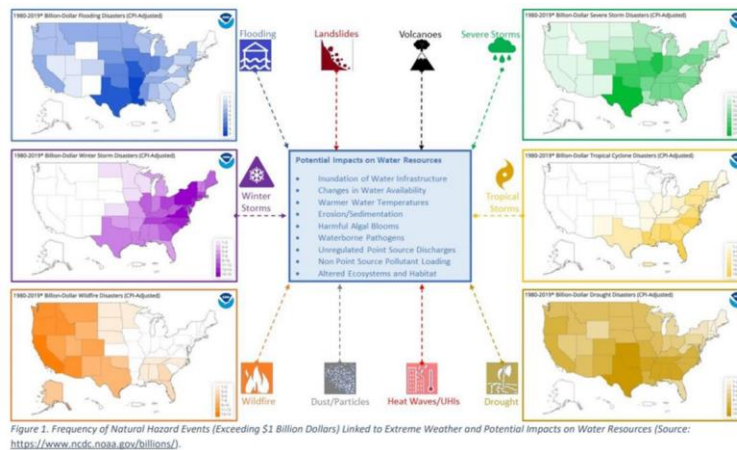 1980-2019* Billion-Dollar Flooding Disasters (CPI-Adjusted)
Flooding
Landslides
Volcanoes
Severe Storms
1980-2019* Billion-Dollar Severe Storm Disasters (CPI-Adjusted)
1980-2019* Billion-Dollar Winter Storm Disasters (CPI-Adjusted)
Winter
Storms
Potential Impacts on Water Resources
• Inundation of Water Infrastructure
• Changes in Water Availability
• Warmer Water Temperatures
• Erosion/Sedimentation
• Harmful Algal Blooms
• Waterborne Pathogens
• Unregulated Point Source Discharges
• Non Point Source Pollutant Loading
• Altered Ecosystems and Habitat
Tropical
Storms
1980-2019* Billion-Dollar Tropical Cyclone Disasters (CPI-Adjusted)
1980-2019* Billion-Dollar Wildfire Disasters (CPI-Adjusted)
Wildfire
Dust/Particles
Heat Waves/UHIs
Drought
1980-2019* Billion-Dollar Drought Disasters (CPI-Adjusted)
Figure 1. Frequency of Natural Hazard Events (Exceeding $1 Billion Dollars) Linked to Extreme Weather and Potential Impacts on Water Resources (Source:
https://www.ncdc.noaa.gov/billions/).